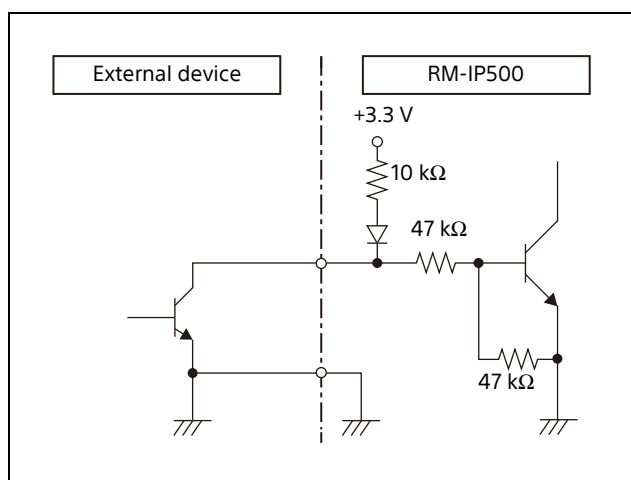 External device
RM-IP500
+3.3 V
10 kΩ
47 kΩ
47 kΩ